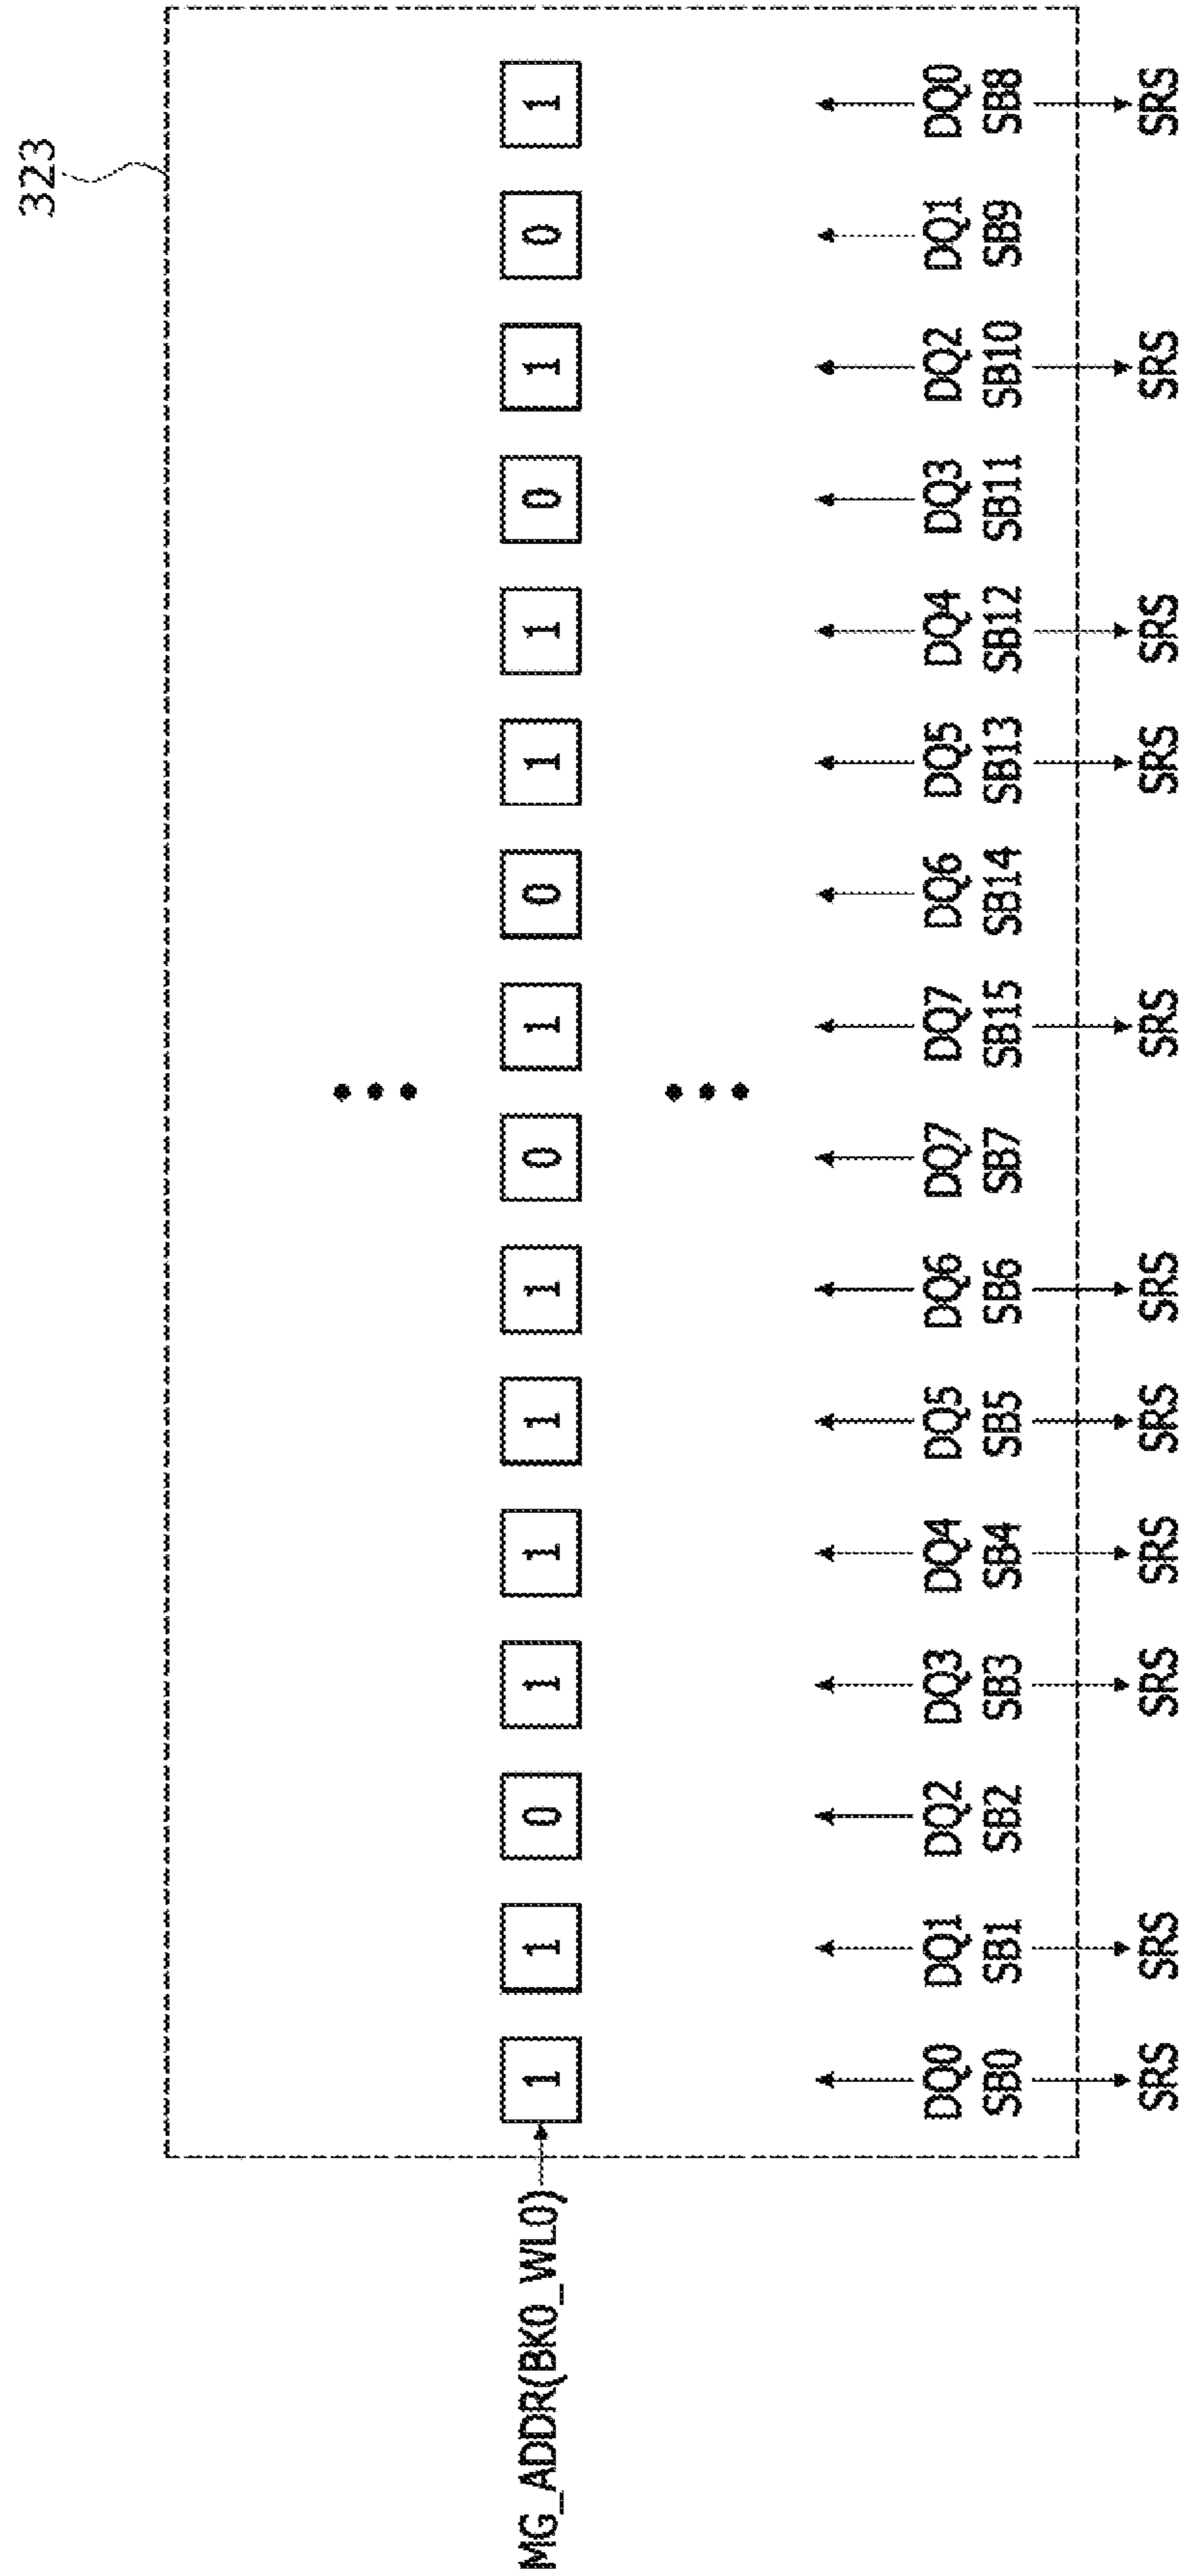 323
MG_ADDR(BK0_WL0)
1 1 0 1 1 1 1 0 1 0 1 1 0 1 0 1
DQ0 DQ1 DQ2 DQ3 DQ4 DQ5 DQ6 DQ7 DQ7 DQ6 DQ5 DQ4 DQ3 DQ2 DQ1 DQ0
SB0 SB1 SB2 SB3 SB4 SB5 SB6 SB7 SB15 SB14 SB13 SB12 SB11 SB10 SB9 SB8
SRS SRS SRS SRS SRS SRS SRS SRS SRS SRS SRS